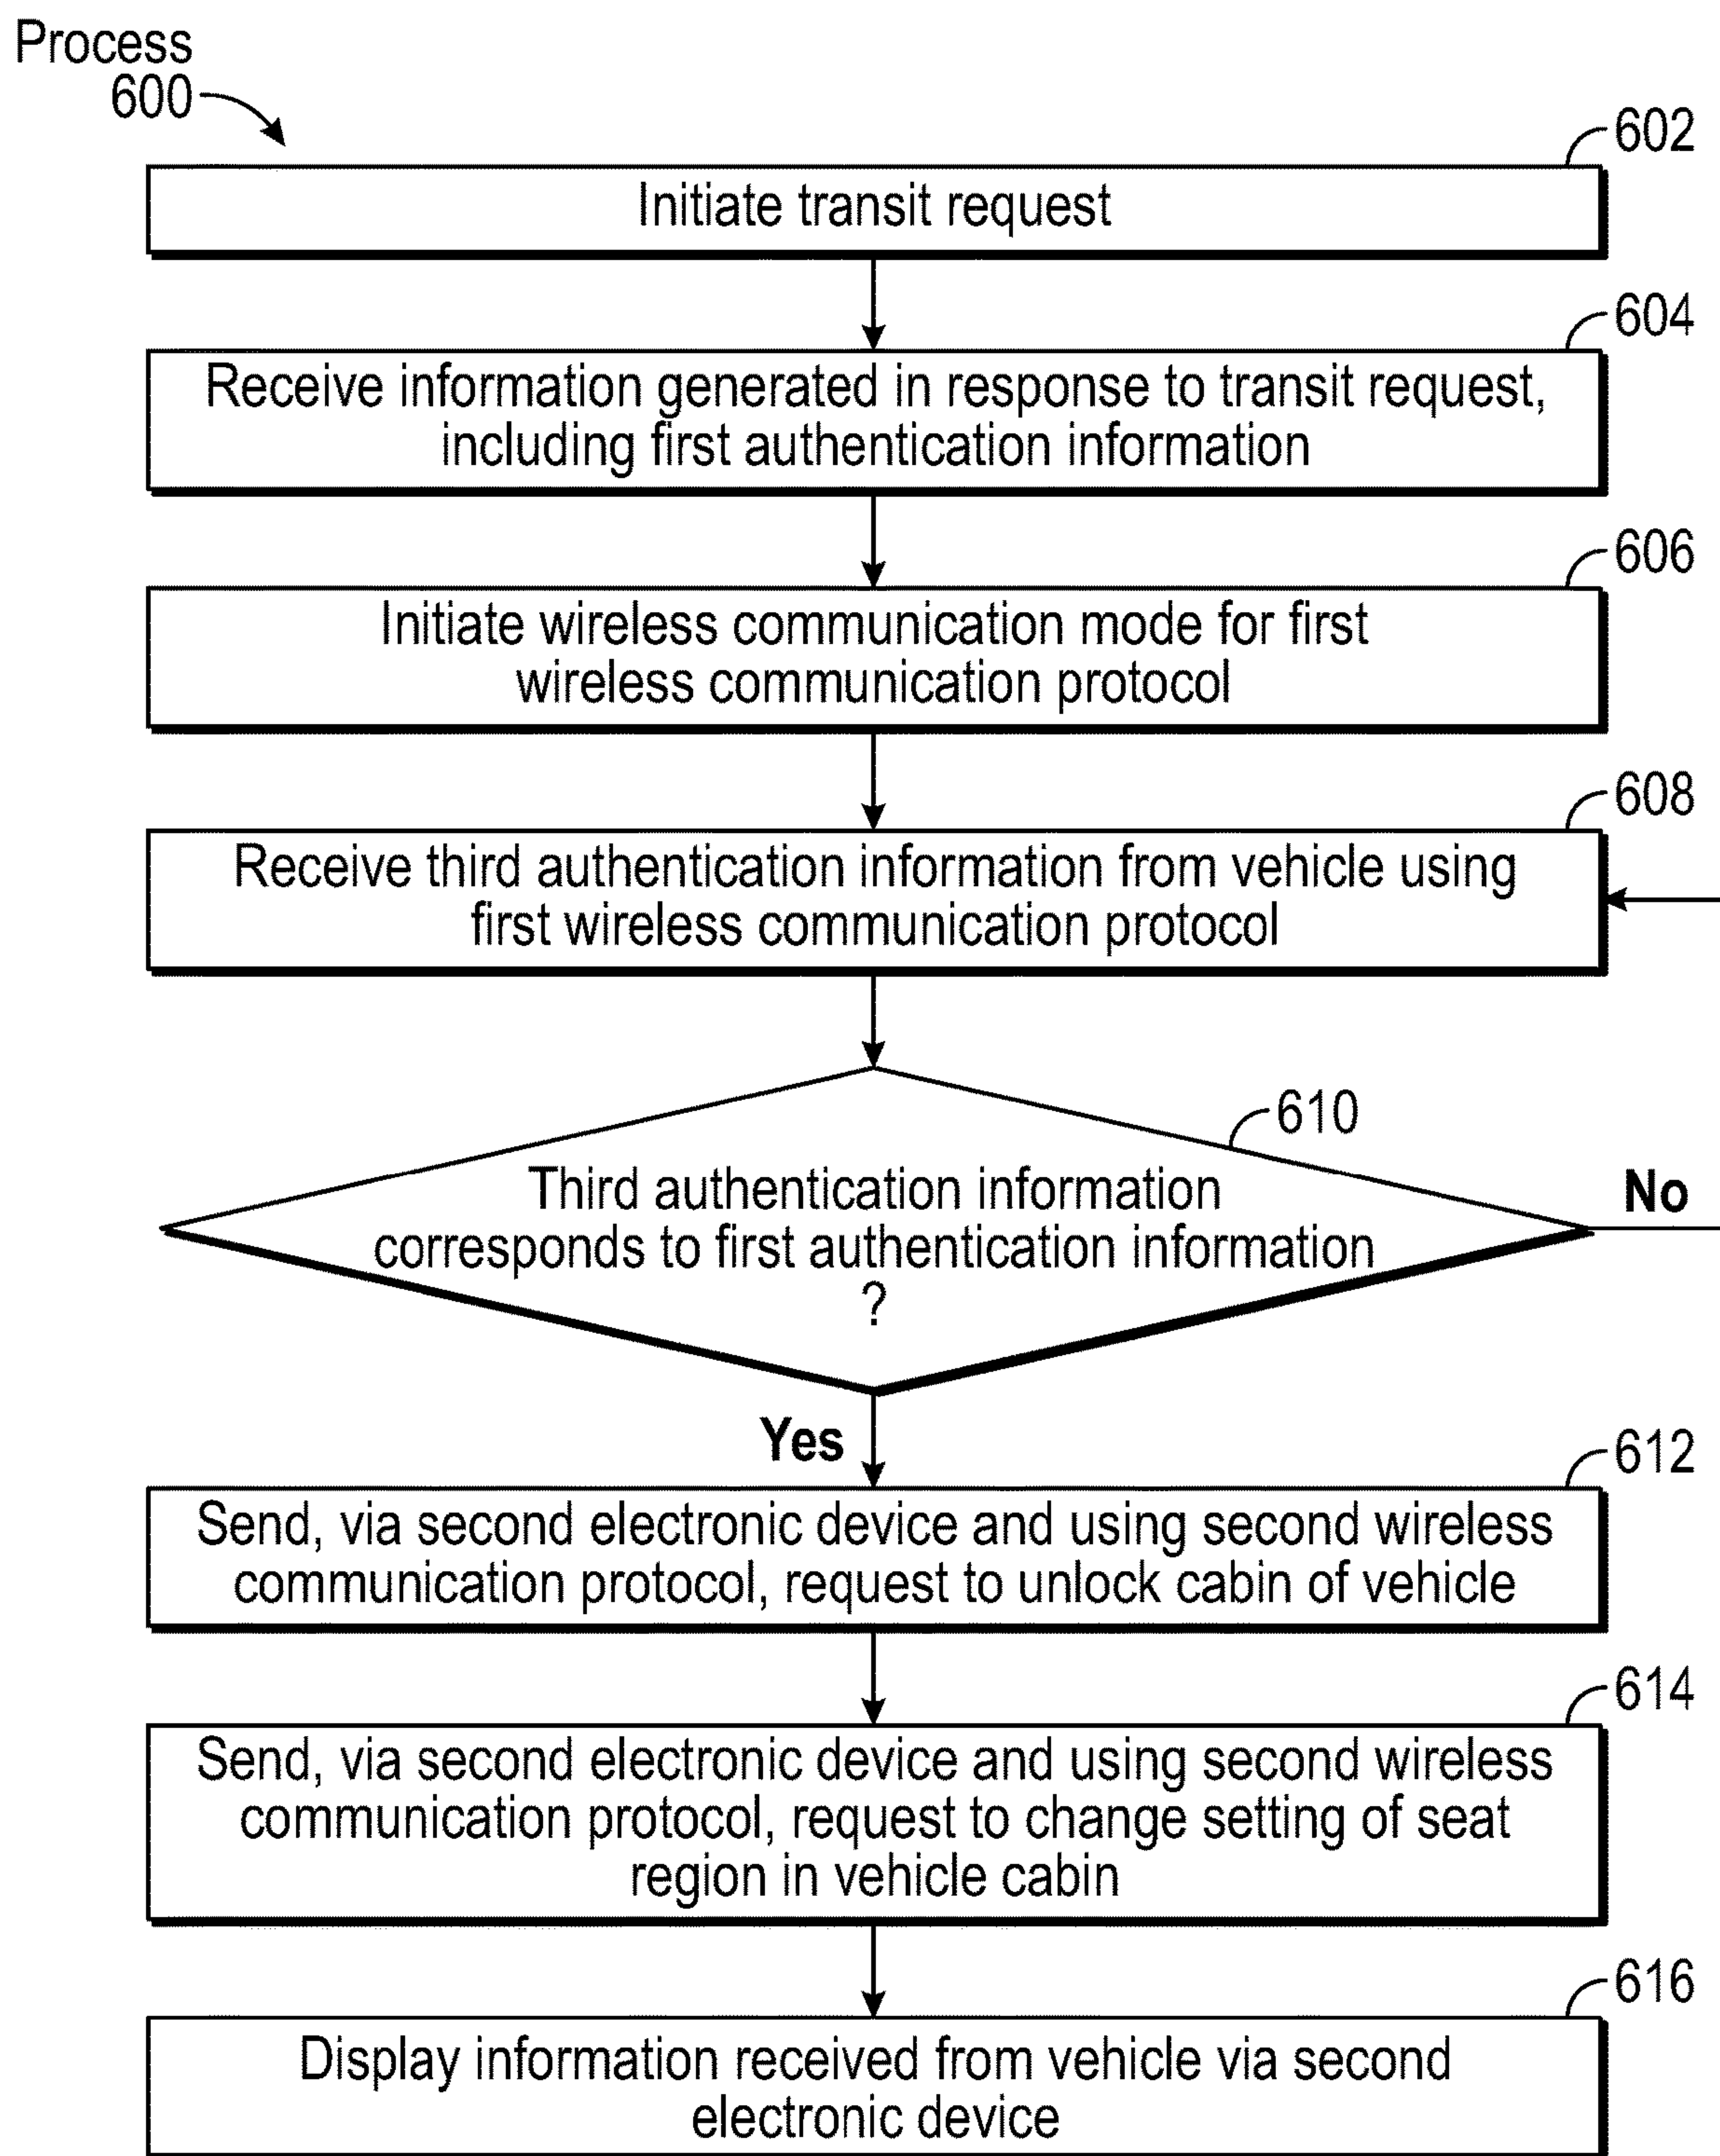 Process
600
602
Initiate transit request
604
Receive information generated in response to transit request,
including first authentication information
606
Initiate wireless communication mode for first
wireless communication protocol
608
Receive third authentication information from vehicle using
first wireless communication protocol
610
Third authentication information
corresponds to first authentication information
?
No
Yes
612
Send, via second electronic device and using second wireless
communication protocol, request to unlock cabin of vehicle
614
Send, via second electronic device and using second wireless
communication protocol, request to change setting of seat
region in vehicle cabin
616
Display information received from vehicle via second
electronic device